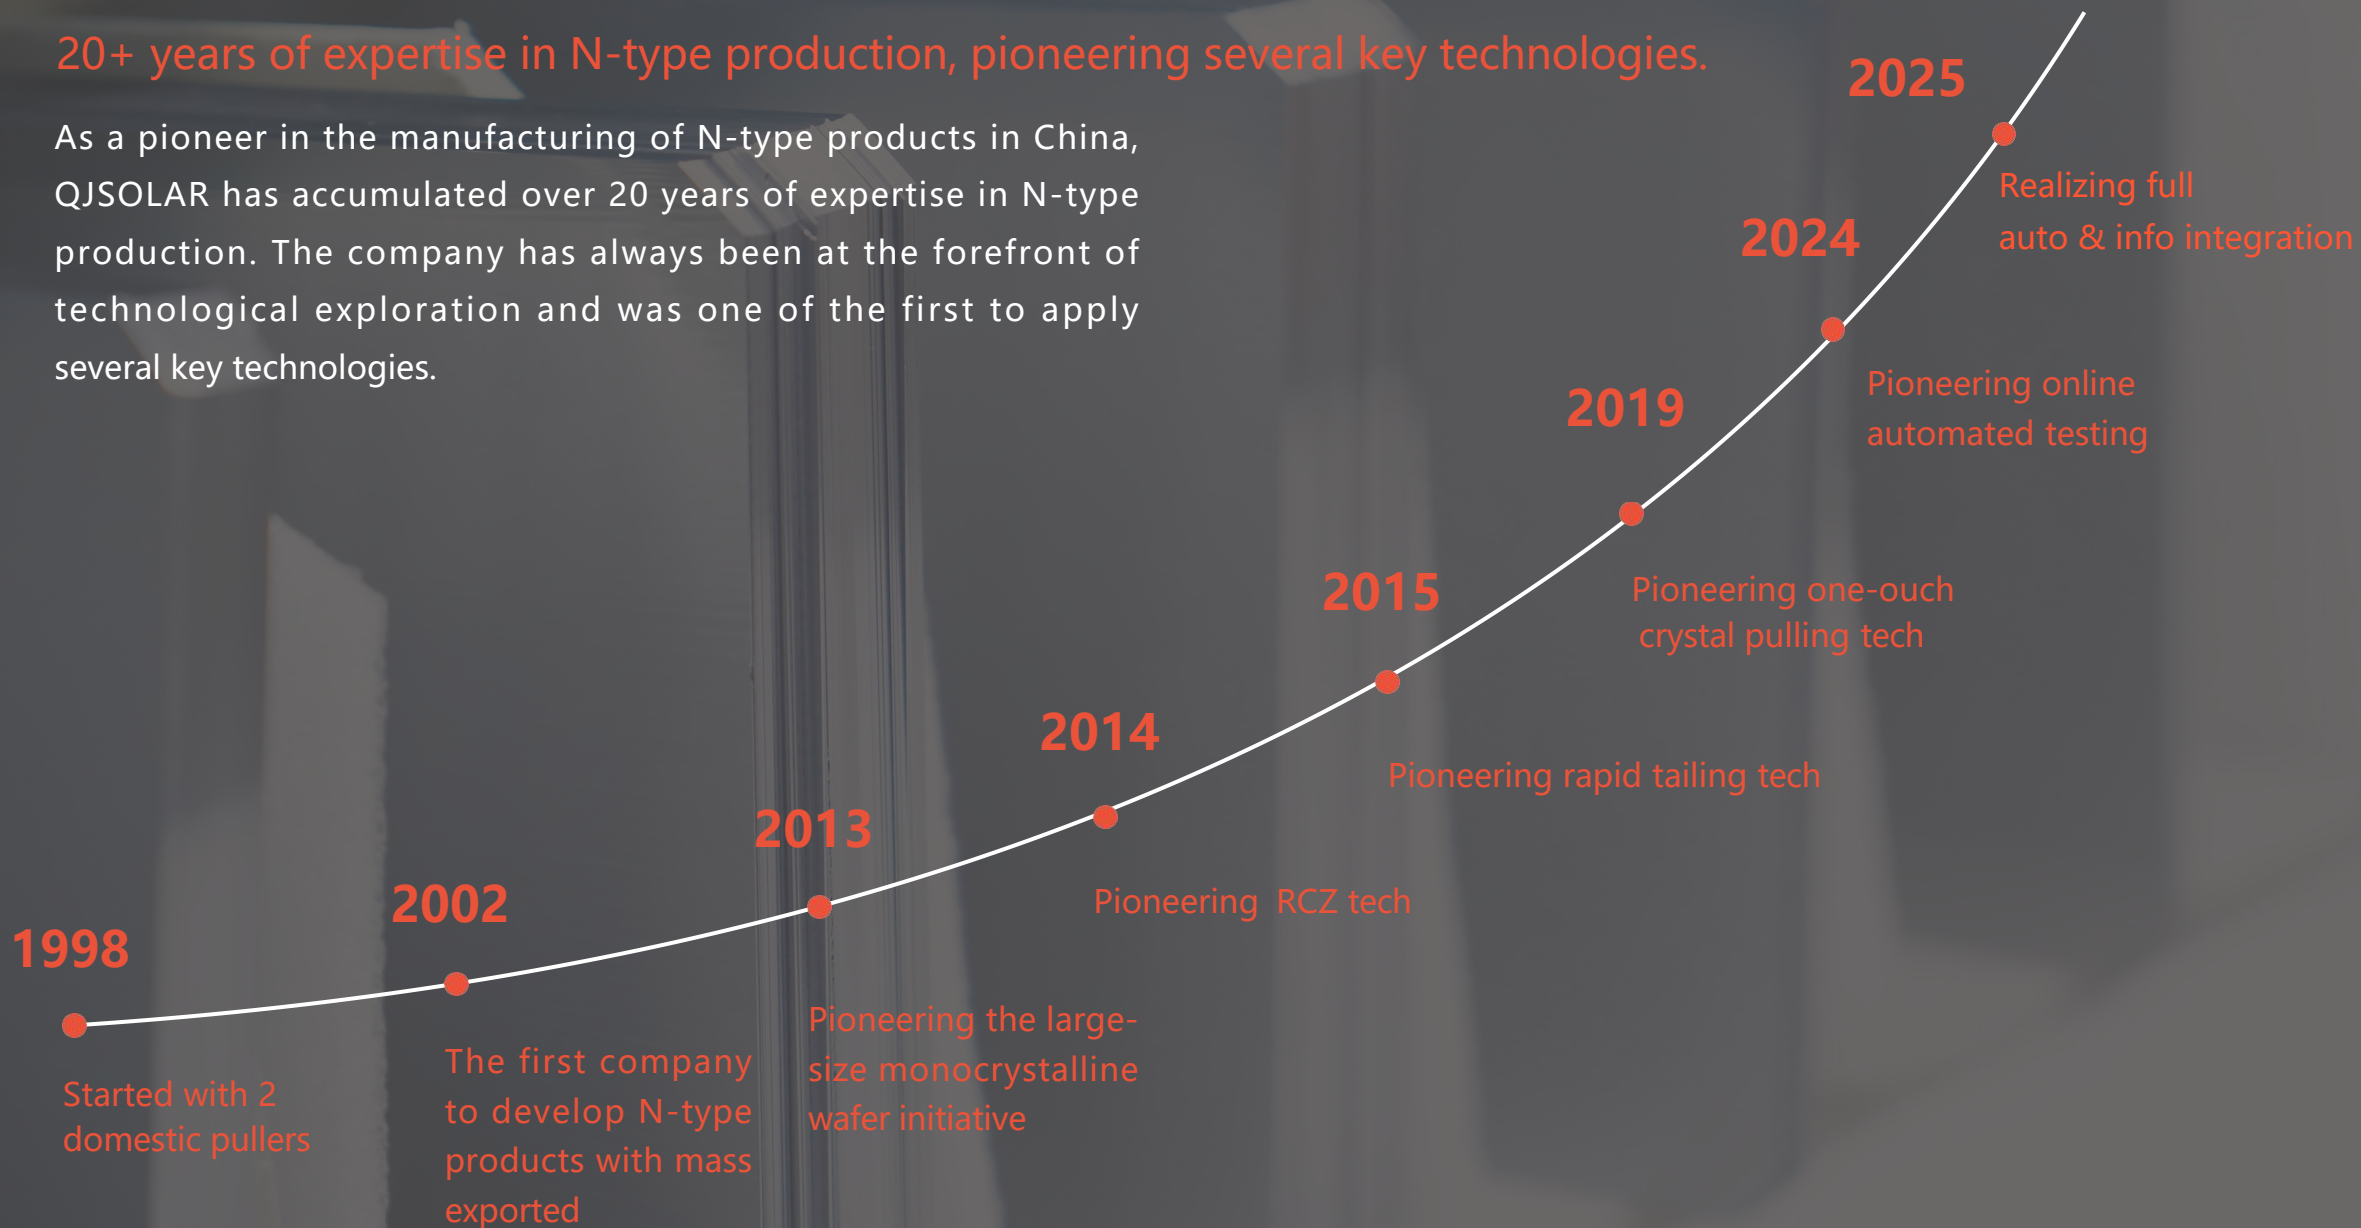 20+ years of expertise in N-type production, pioneering several key technologies.
As a pioneer in the manufacturing of N-type products in China,
QJSOLAR has accumulated over 20 years of expertise in N-type
production. The company has always been at the forefront of
technological exploration and was one of the first to apply
several key technologies.
1998
Started with 2
domestic pullers
2002
The first company
to develop N-type
products with mass
exported
2013
Pioneering the large-
size monocrystalline
wafer initiative
2014
Pioneering RCZ tech
2015
Pioneering rapid tailing tech
2019
Pioneering one-ouch
crystal pulling tech
2024
Pioneering online
automated testing
2025
Realizing full
auto & info integration